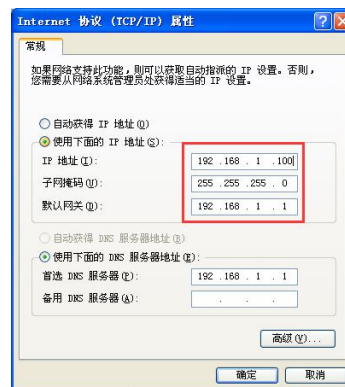 Internet 协议 (TCP/IP) 属性
常规
如果网络支持此功能，则可以获取自动指派的 IP 设置。否则，
您需要从网络系统管理员处获得适当的 IP 设置。
自动获得 IP 地址(O)
使用下面的 IP 地址(S):
IP 地址(I): 192 .168 . 1 .100
子网掩码(U): 255 .255 .255 . 0
默认网关(D): 192 .168 . 1 . 1
自动获得 DNS 服务器地址(B)
使用下面的 DNS 服务器地址(E):
首选 DNS 服务器(P): 192 .168 . 1 . 1
备用 DNS 服务器(A): . . .
高级(V)...
确定 取消